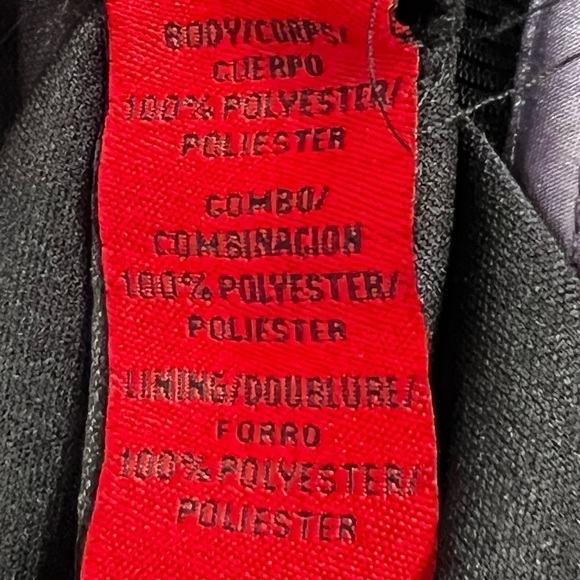 BODY/CORPS/
CUERPO
100% POLYESTER/
POLIESTER
COMBO/
COMBINACION
100% POLYESTER/
POLIESTER
LINING/DOUBLURE/
FORRO
100% POLYESTER/
POLIESTER